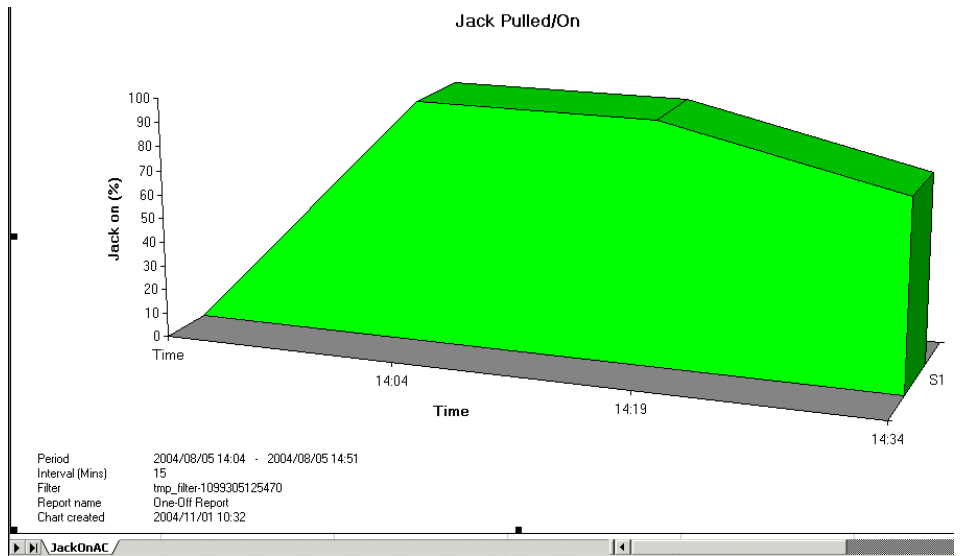 Jack Pulled/On
100
90
80
70
60
50
40
30
20
10
0
Jack on (%)
Time
14:04
14:19
14:34
S1
Time
Period 2004/08/05 14:04 - 2004/08/05 14:51
Interval (Mins) 15
Filter tmp_filter-1099305125470
Report name One-Off Report
Chart created 2004/11/01 10:32
JackOnAC